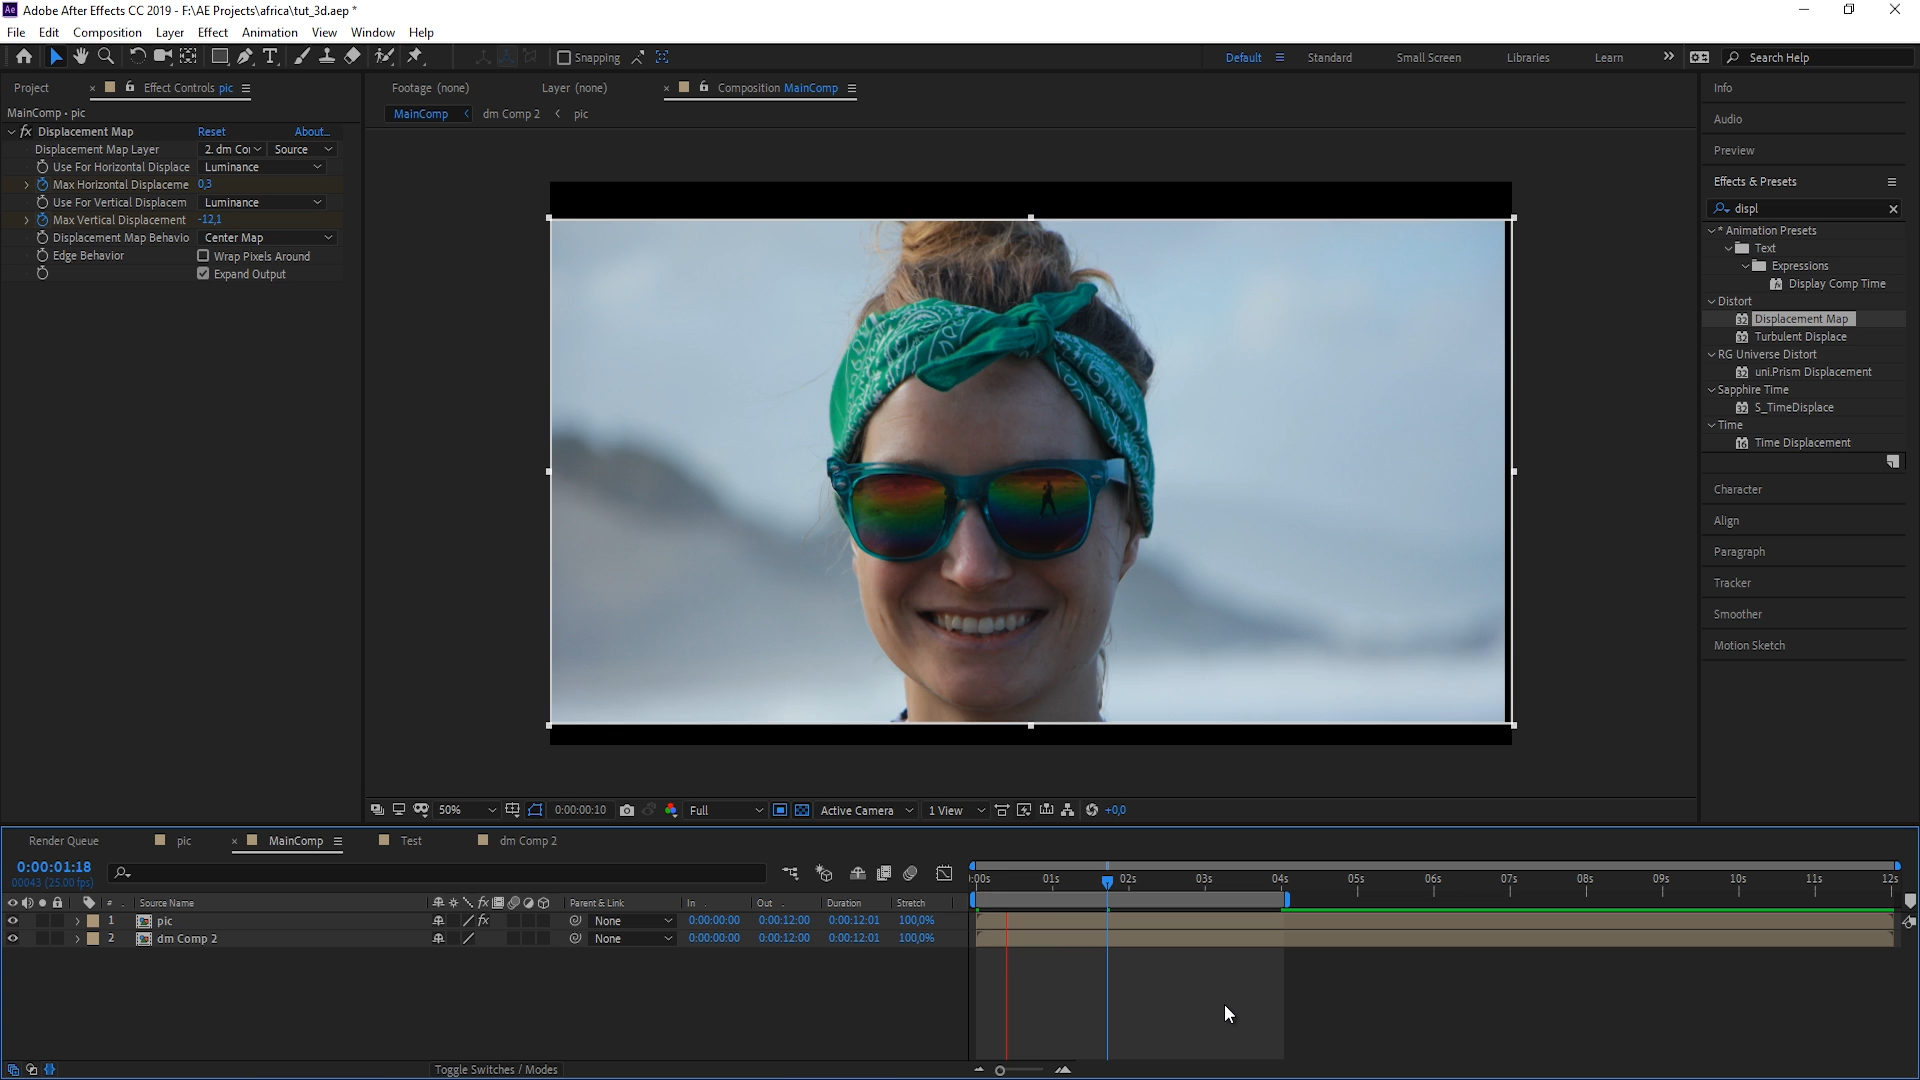 Adobe After Effects CC 2019 - F:\AE Projects\africa\tut_3d.aep *
File Edit Composition Layer Effect Animation View Window Help
Snapping
Default Standard Small Screen Libraries Learn Search Help
Project Effect Controls pic
Footage (none) Layer (none) Composition MainComp
MainComp • pic
MainComp dm Comp 2 pic
fx Displacement Map Reset About...
Displacement Map Layer 2. dm Coi Source
Use For Horizontal Displace Luminance
Max Horizontal Displaceme 0,3
Use For Vertical Displacem Luminance
Max Vertical Displacement -12,1
Displacement Map Behavio Center Map
Edge Behavior Wrap Pixels Around
Expand Output
Info
Audio
Preview
Effects & Presets
displ
* Animation Presets
Text
Expressions
Display Comp Time
Distort
32 Displacement Map
32 Turbulent Displace
RG Universe Distort
32 uni.Prism Displacement
Sapphire Time
32 S_TimeDisplace
Time
16 Time Displacement
Character
Align
Paragraph
Tracker
Smoother
Motion Sketch
50% 0:00:00:10 Full Active Camera 1 View +0,0
Render Queue pic MainComp Test dm Comp 2
0:00:01:18
00043 (25.00 fps)
:00s 01s 02s 03s 04s 05s 06s 07s 08s 09s 10s 11s 12s
# Source Name fx Parent & Link In Out Duration Stretch
1 pic fx None 0:00:00:00 0:00:12:00 0:00:12:01 100,0%
2 dm Comp 2 None 0:00:00:00 0:00:12:00 0:00:12:01 100,0%
Toggle Switches / Modes